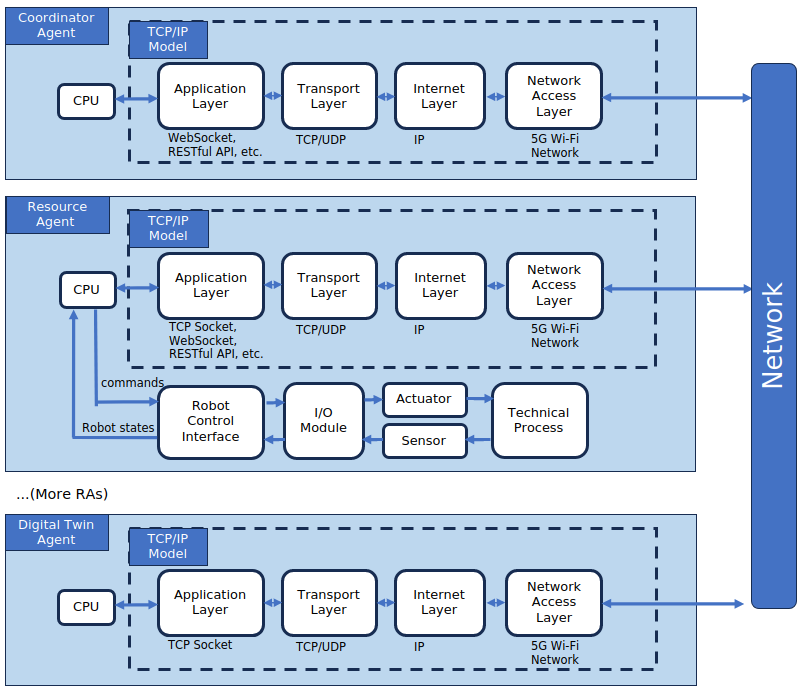 Coordinator
Agent
TCP/IP
Model
CPU
Application
Layer
Transport
Layer
Internet
Layer
Network
Access
Layer
WebSocket,
RESTful API, etc.
TCP/UDP
IP
5G Wi-Fi
Network
Resource
Agent
TCP/IP
Model
CPU
Application
Layer
Transport
Layer
Internet
Layer
Network
Access
Layer
TCP Socket,
WebSocket,
RESTful API, etc.
TCP/UDP
IP
5G Wi-Fi
Network
commands
Robot states
Robot
Control
Interface
I/O
Module
Actuator
Sensor
Technical
Process
...(More RAs)
Digital Twin
Agent
TCP/IP
Model
CPU
Application
Layer
Transport
Layer
Internet
Layer
Network
Access
Layer
TCP Socket
TCP/UDP
IP
5G Wi-Fi
Network
Network